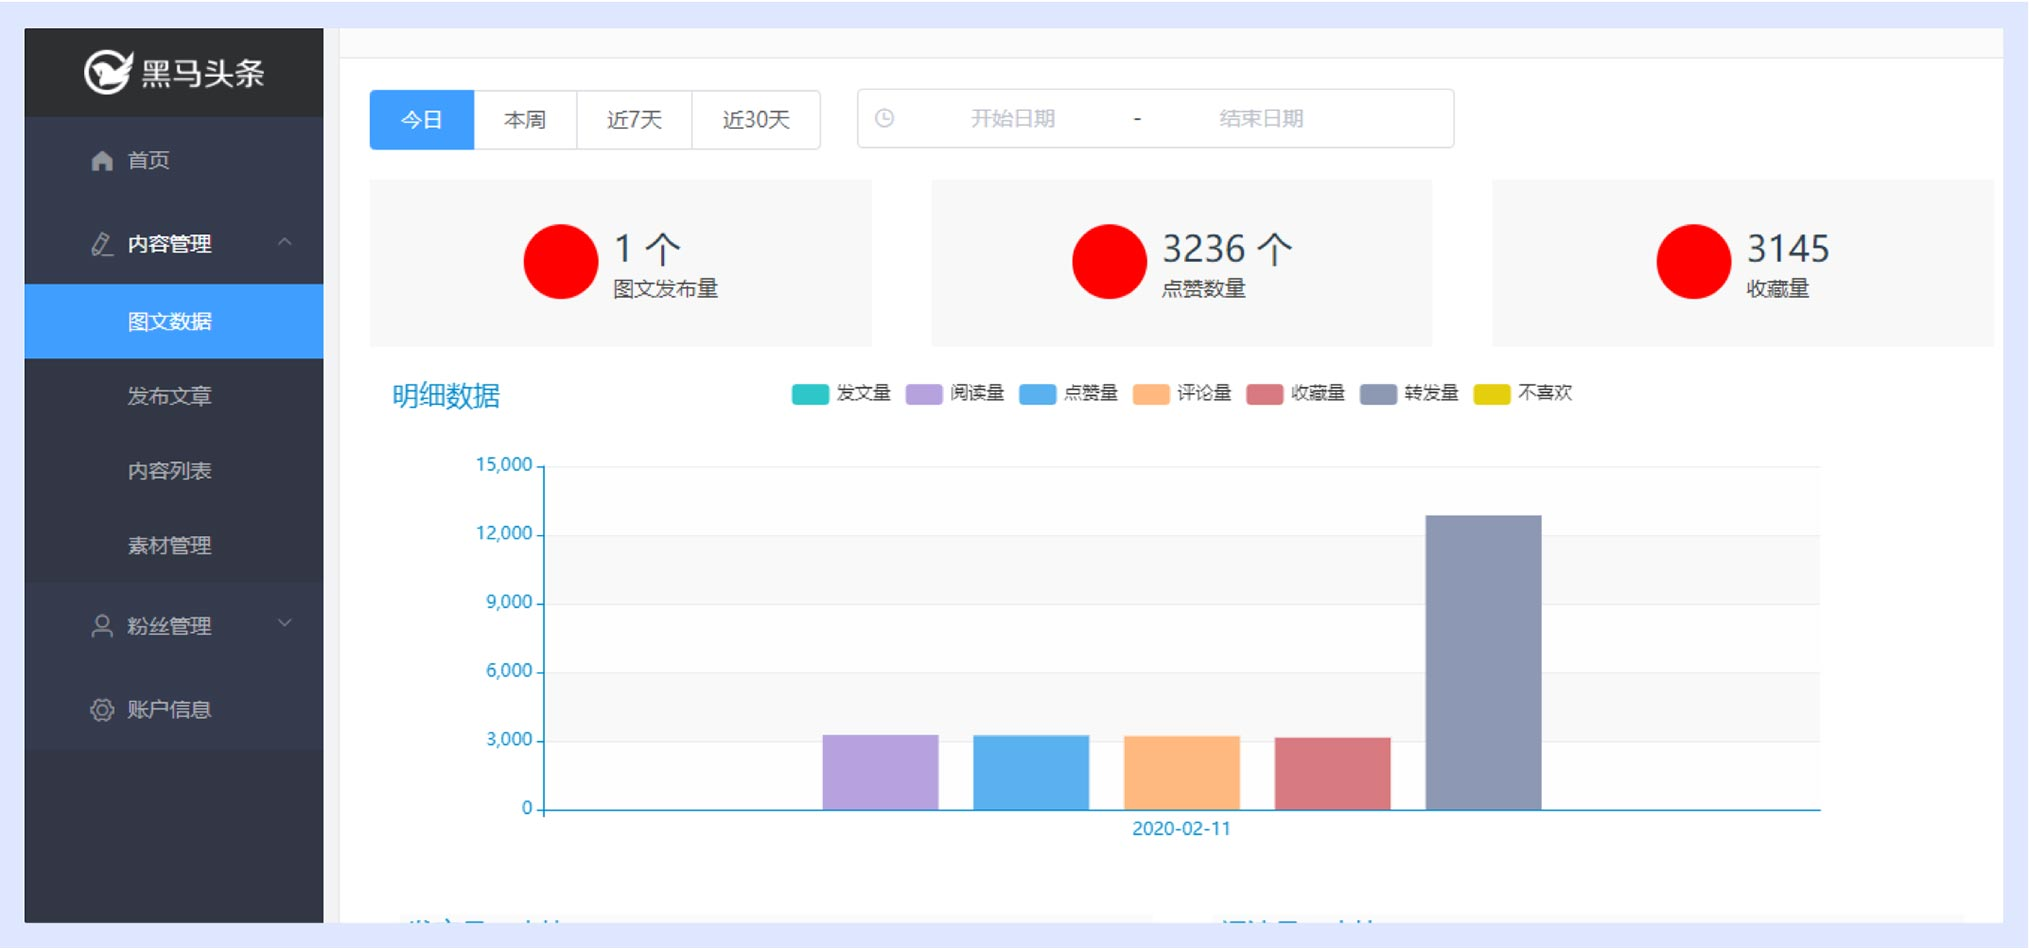 黑马头条
首页
内容管理
图文数据
发布文章
内容列表
素材管理
粉丝管理
账户信息
今日 本周 近7天 近30天 开始日期 - 结束日期
1 个
图文发布量
3236 个
点赞数量
3145
收藏量
明细数据
发文量 阅读量 点赞量 评论量 收藏量 转发量 不喜欢
15,000
12,000
9,000
6,000
3,000
0
2020-02-11